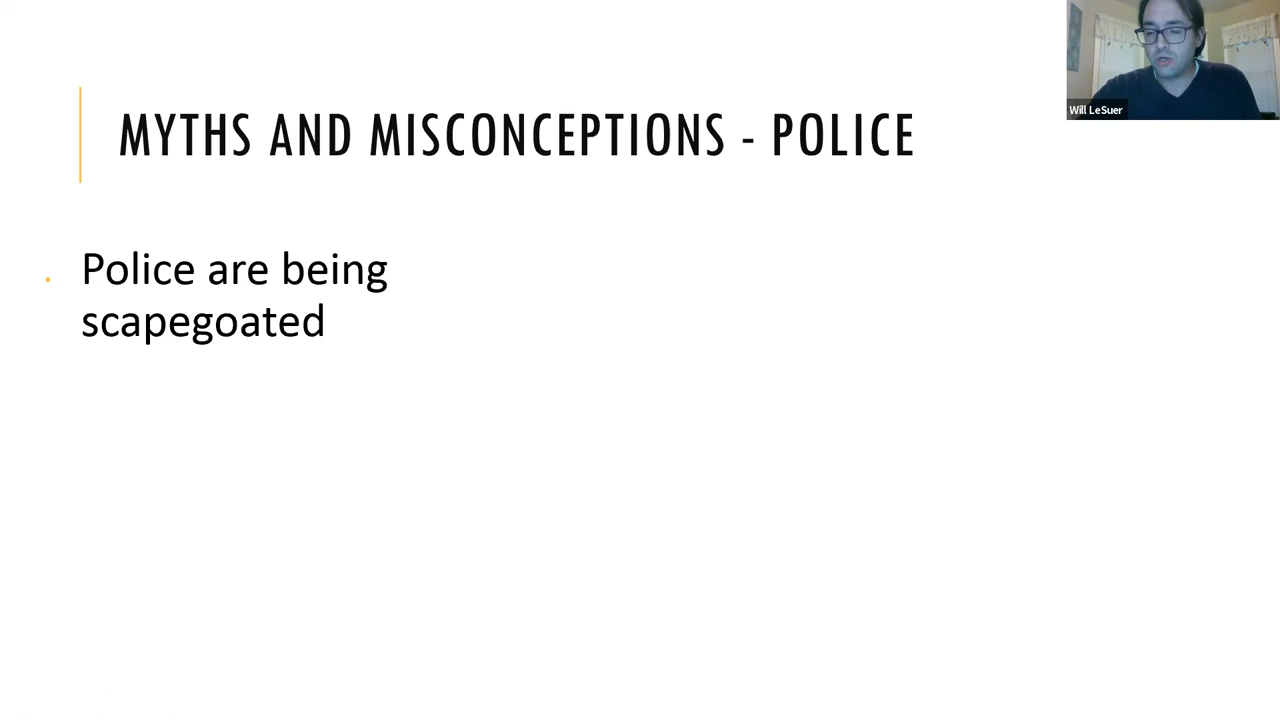 Will LeSuer
MYTHS AND MISCONCEPTIONS - POLICE
. Police are being
scapegoated